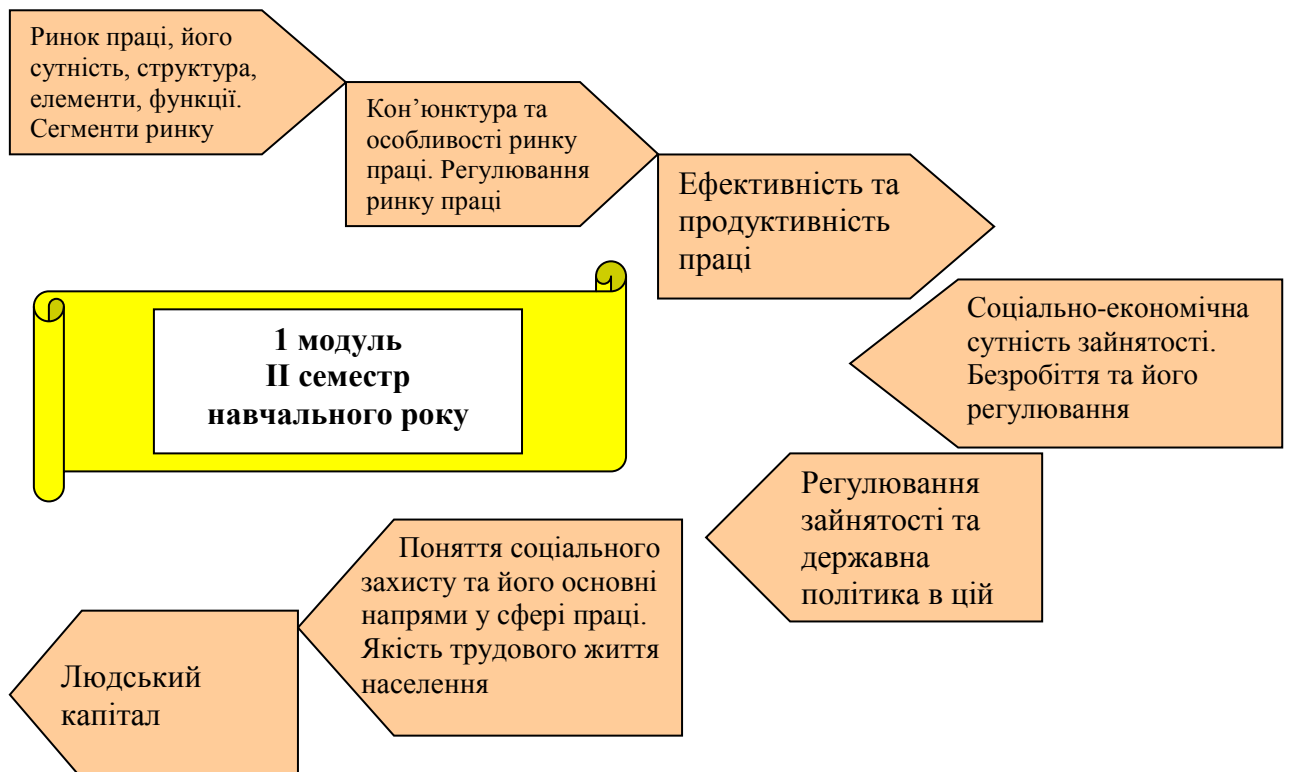 Ринок праці, його
сутність, структура,
елементи, функції.
Сегменти ринку
Кон’юнктура та
особливості ринку
праці. Регулювання
ринку праці
Ефективність та
продуктивність
праці
Соціально-економічна
сутність зайнятості.
Безробіття та його
регулювання
1 модуль
ІІ семестр
навчального року
Регулювання
зайнятості та
державна
політика в цій
Поняття соціального
захисту та його основні
напрями у сфері праці.
Якість трудового життя
населення
Людський
капітал